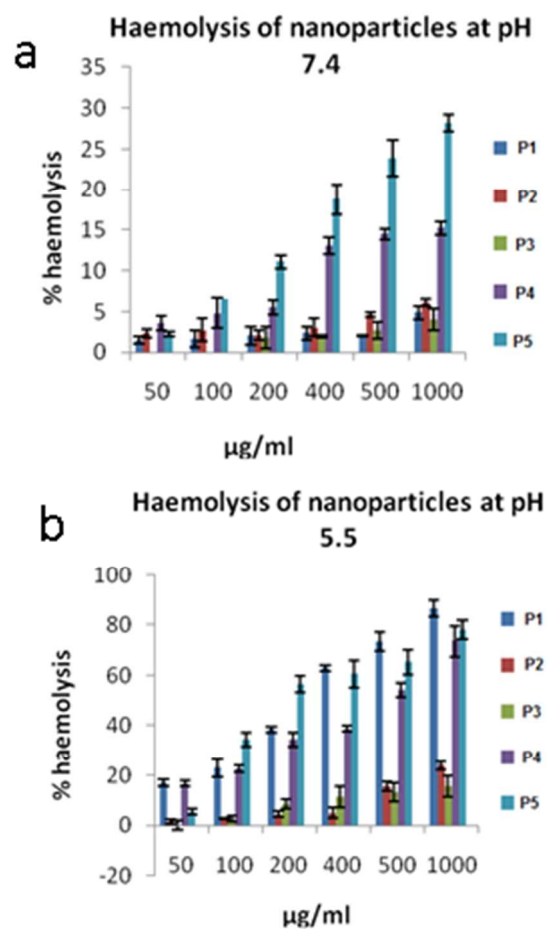 a
Haemolysis of nanoparticles at pH
7.4
35
30
25
20
15
10
5
0
% haemolysis
50 100 200 400 500 1000
µg/ml
P1
P2
P3
P4
P5
b
Haemolysis of nanoparticles at pH
5.5
100
80
60
40
20
0
-20
% haemolysis
50 100 200 400 500 1000
µg/ml
P1
P2
P3
P4
P5